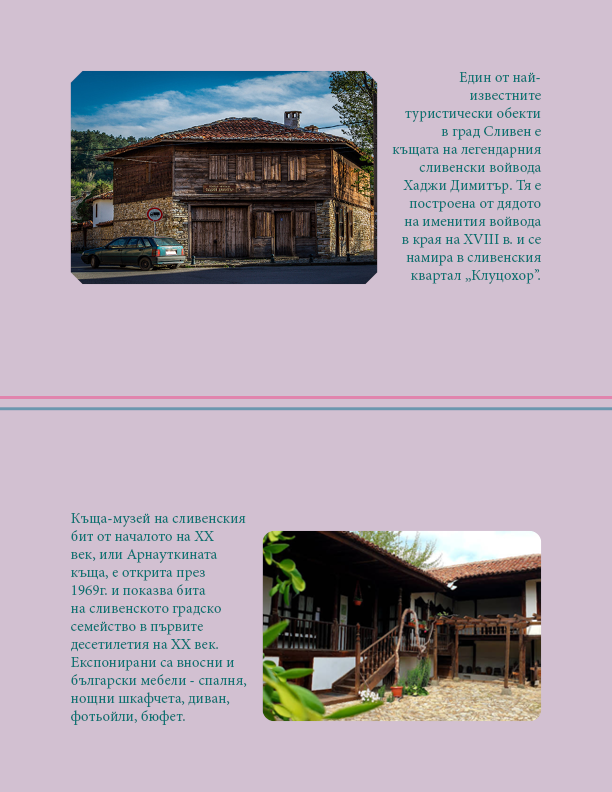 Един от най-
известните
туристически обекти
в град Сливен е
къщата на легендарния
сливенски войвода
Хаджи Димитър. Тя е
построена от дядото
на именития войвода
в края на XVIII в. и се
намира в сливенския
квартал „Клуцохор”.
Къща-музей на сливенския
бит от началото на XX
век, или Арнауткината
къща, е открита през
1969г. и показва бита
на сливенското градско
семейство в първите
десетилетия на XX век.
Експонирани са вносни и
български мебели - спалня,
нощни шкафчета, диван,
фотьойли, бюфет.